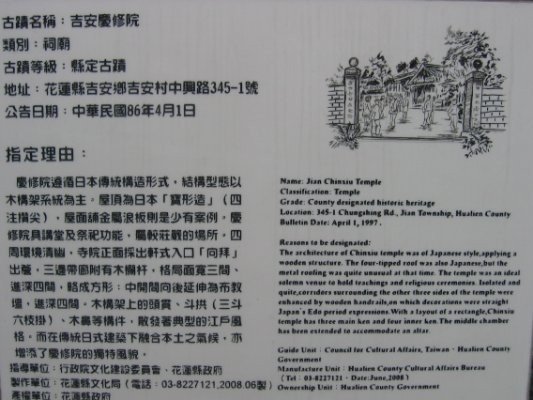 古蹟名稱：吉安慶修院
類別：祠廟
古蹟等級：縣定古蹟
地址：花蓮縣吉安鄉吉安村中興路345-1號
公告日期：中華民國86年4月1日
指定理由：
慶修院遵循日本傳統構造形式，結構型態以
木構架系統為主。屋頂為日本「寶形造」（四
注攢尖），屋面舖金屬浪板則是少有案例。慶
修院具講堂及祭祀功能，屬較莊嚴的場所，四
周環境清幽、寺院正面採出軒式入口「向拜」
出簷，三邊帶圍附有木欄杆，格局面寬三間、
進深四間，略成方形；中間開向後延伸為布教
壇，進深四間，木構架上的頭貫、斗拱（三斗
六枝掛）、木鼻等構件，散發著典型的江戶風
格。而在傳統日式建築下融合本土之氣候，亦
增添了慶修院的獨特風貌。
指導單位：行政院文化建設委員會、花蓮縣政府
製作單位：花蓮縣文化局（電話：03-8227121,2008.06製）
產權單位：花蓮縣政府
Name: Jian Chinxiu Temple
Classification: Temple
Grade: County designated historic heritage
Location: 345-1 Chungshing Rd., Jian Township, Hualien County
Bulletin Date: April 1, 1997.
Reasons to be designated:
The architecture of Chinxiu temple was of Japanese style,applying a
wooden structure. The four-tipped roof was also Japanese,but the
metal roofing was quite unusual at that time. The temple was an ideal
solemn venue to hold teachings and religious ceremonies. Isolated and
quite,corridors surrounding the other three sides of the temple were
enhanced by wooden handrails,on which decorations were straight
Japan's Edo period expressions.With a layout of a rectangle,Chinxiu
temple has three main ken and four inner ken.The middle chamber
has been extended to accommodate an altar.
Guide Unit : Council for Cultural Affairs, Taiwan、Hualien County
Government
Manufacture Unit : Hualien County Cultural Affairs Bureau
（Tel：03-8227121、Date:June,2008）
Ownership Unit : Hualien County Government